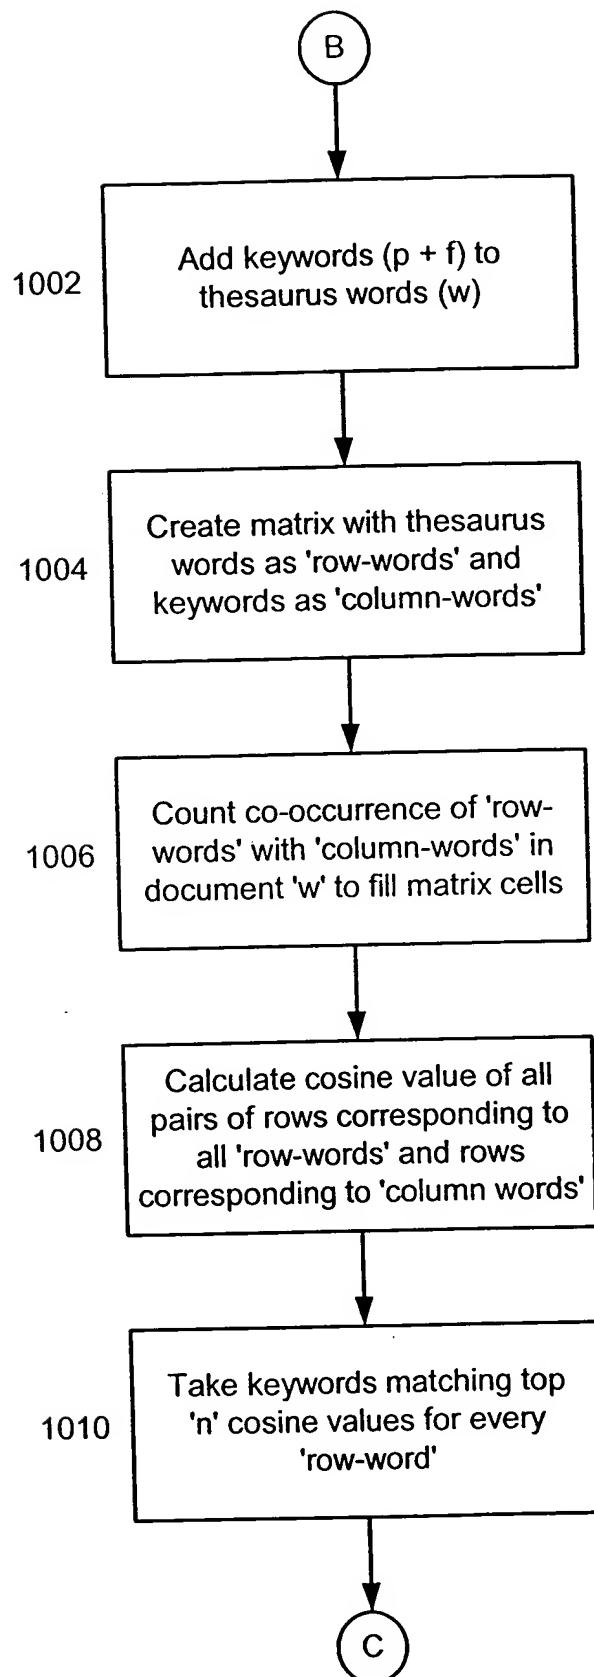 B
1002
Add keywords (p + f) to
thesaurus words (w)
1004
Create matrix with thesaurus
words as 'row-words' and
keywords as 'column-words'
1006
Count co-occurrence of 'row-
words' with 'column-words' in
document 'w' to fill matrix cells
1008
Calculate cosine value of all
pairs of rows corresponding to
all 'row-words' and rows
corresponding to 'column words'
1010
Take keywords matching top
'n' cosine values for every
'row-word'
C